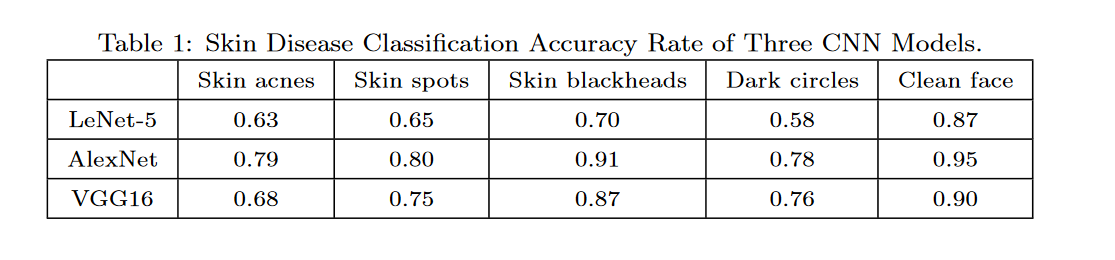 Table 1: Skin Disease Classification Accuracy Rate of Three CNN Models.
Skin acnes Skin spots Skin blackheads Dark circles Clean face
LeNet-5 0.63 0.65 0.70 0.58 0.87
AlexNet 0.79 0.80 0.91 0.78 0.95
VGG16 0.68 0.75 0.87 0.76 0.90